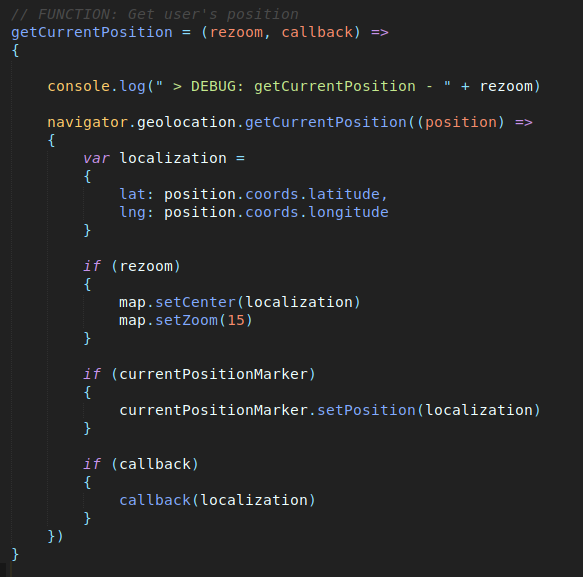 // FUNCTION: Get user's position
getCurrentPosition = (rezoom, callback) =>
{
console.log(" > DEBUG: getCurrentPosition - " + rezoom)
navigator.geolocation.getCurrentPosition((position) =>
{
var localization =
{
lat: position.coords.latitude,
lng: position.coords.longitude
}
if (rezoom)
{
map.setCenter(localization)
map.setZoom(15)
}
if (currentPositionMarker)
{
currentPositionMarker.setPosition(localization)
}
if (callback)
{
callback(localization)
}
})
}